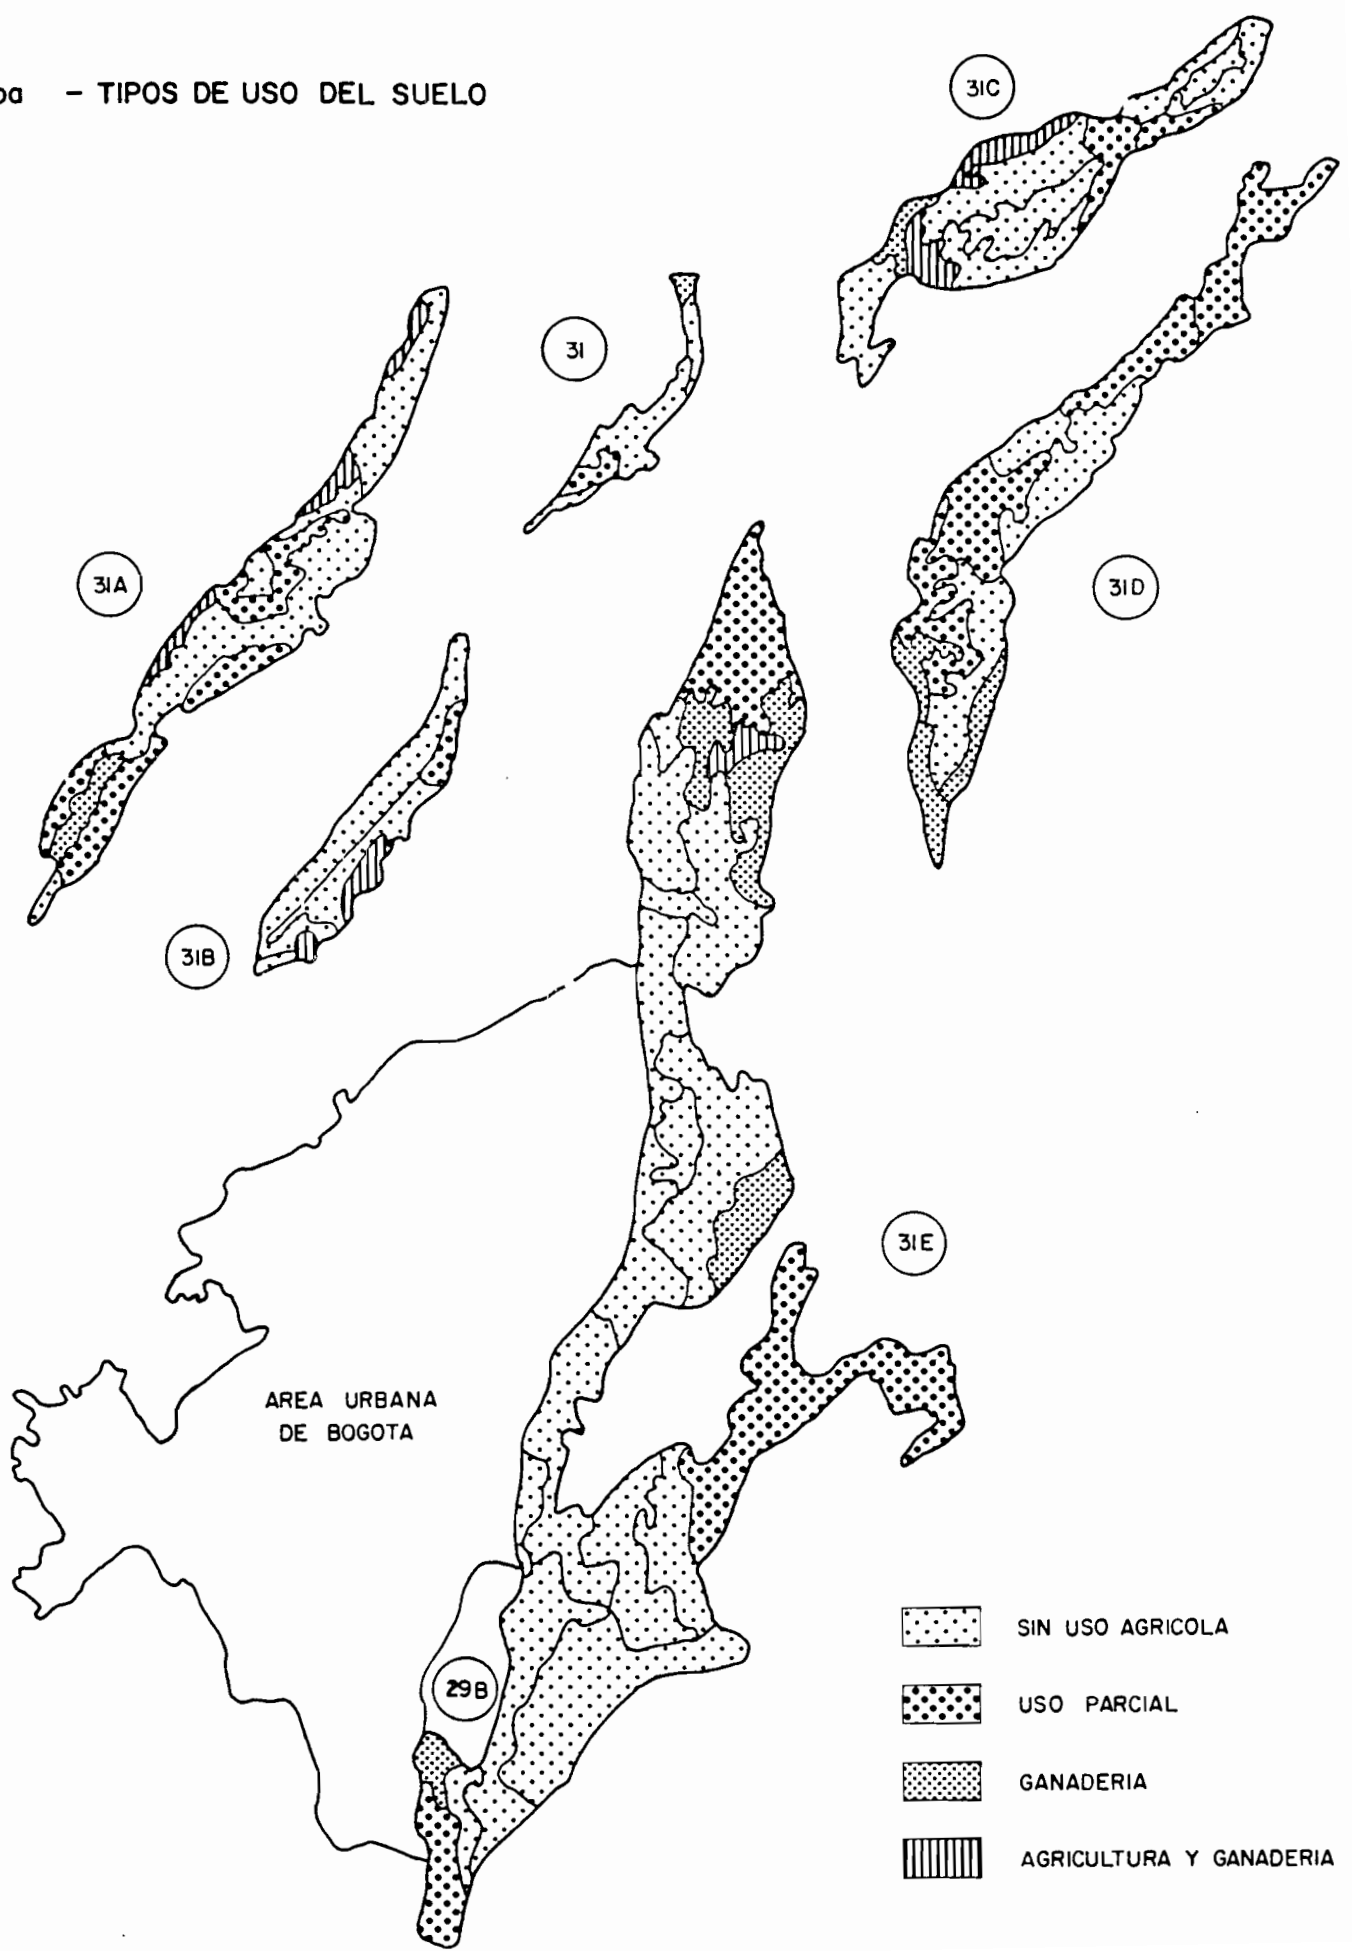 pa - TIPOS DE USO DEL SUELO
31C
31
31A
31D
31B
31E
AREA URBANA
DE BOGOTA
29B
SIN USO AGRICOLA
USO PARCIAL
GANADERIA
AGRICULTURA Y GANADERIA